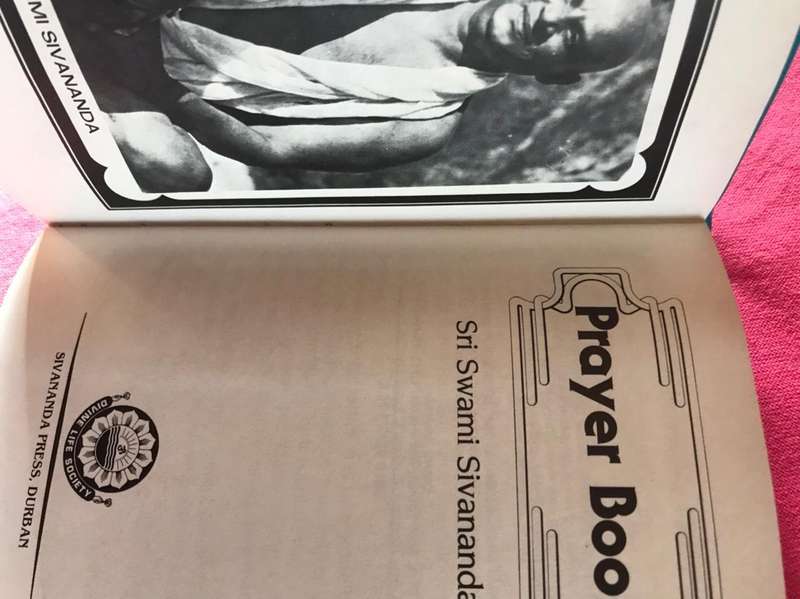 MI SIVANANDA
Prayer Boo
Sri Swami Sivananda
DIVINE LIFE SOCIETY
SIVANANDA PRESS, DURBAN